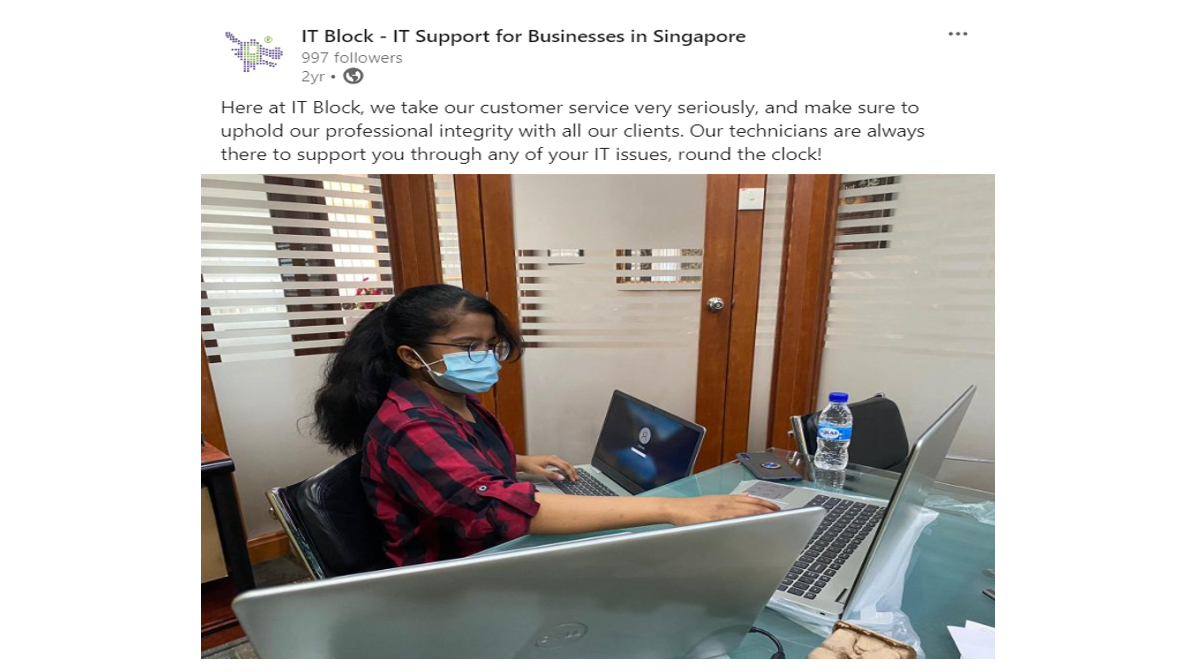 IT Block - IT Support for Businesses in Singapore
997 followers
2yr •
Here at IT Block, we take our customer service very seriously, and make sure to
uphold our professional integrity with all our clients. Our technicians are always
there to support you through any of your IT issues, round the clock!